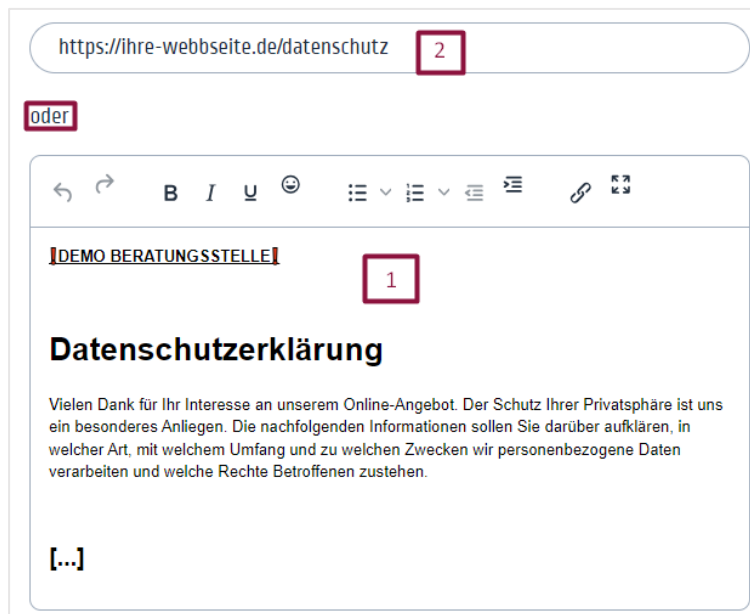 https://ihre-webbseite.de/datenschutz 2
oder
B I U
❗DEMO BERATUNGSSTELLE❗
1
Datenschutzerklärung
Vielen Dank für Ihr Interesse an unserem Online-Angebot. Der Schutz Ihrer Privatsphäre ist uns
ein besonderes Anliegen. Die nachfolgenden Informationen sollen Sie darüber aufklären, in
welcher Art, mit welchem Umfang und zu welchen Zwecken wir personenbezogene Daten
verarbeiten und welche Rechte Betroffenen zustehen.
[...]